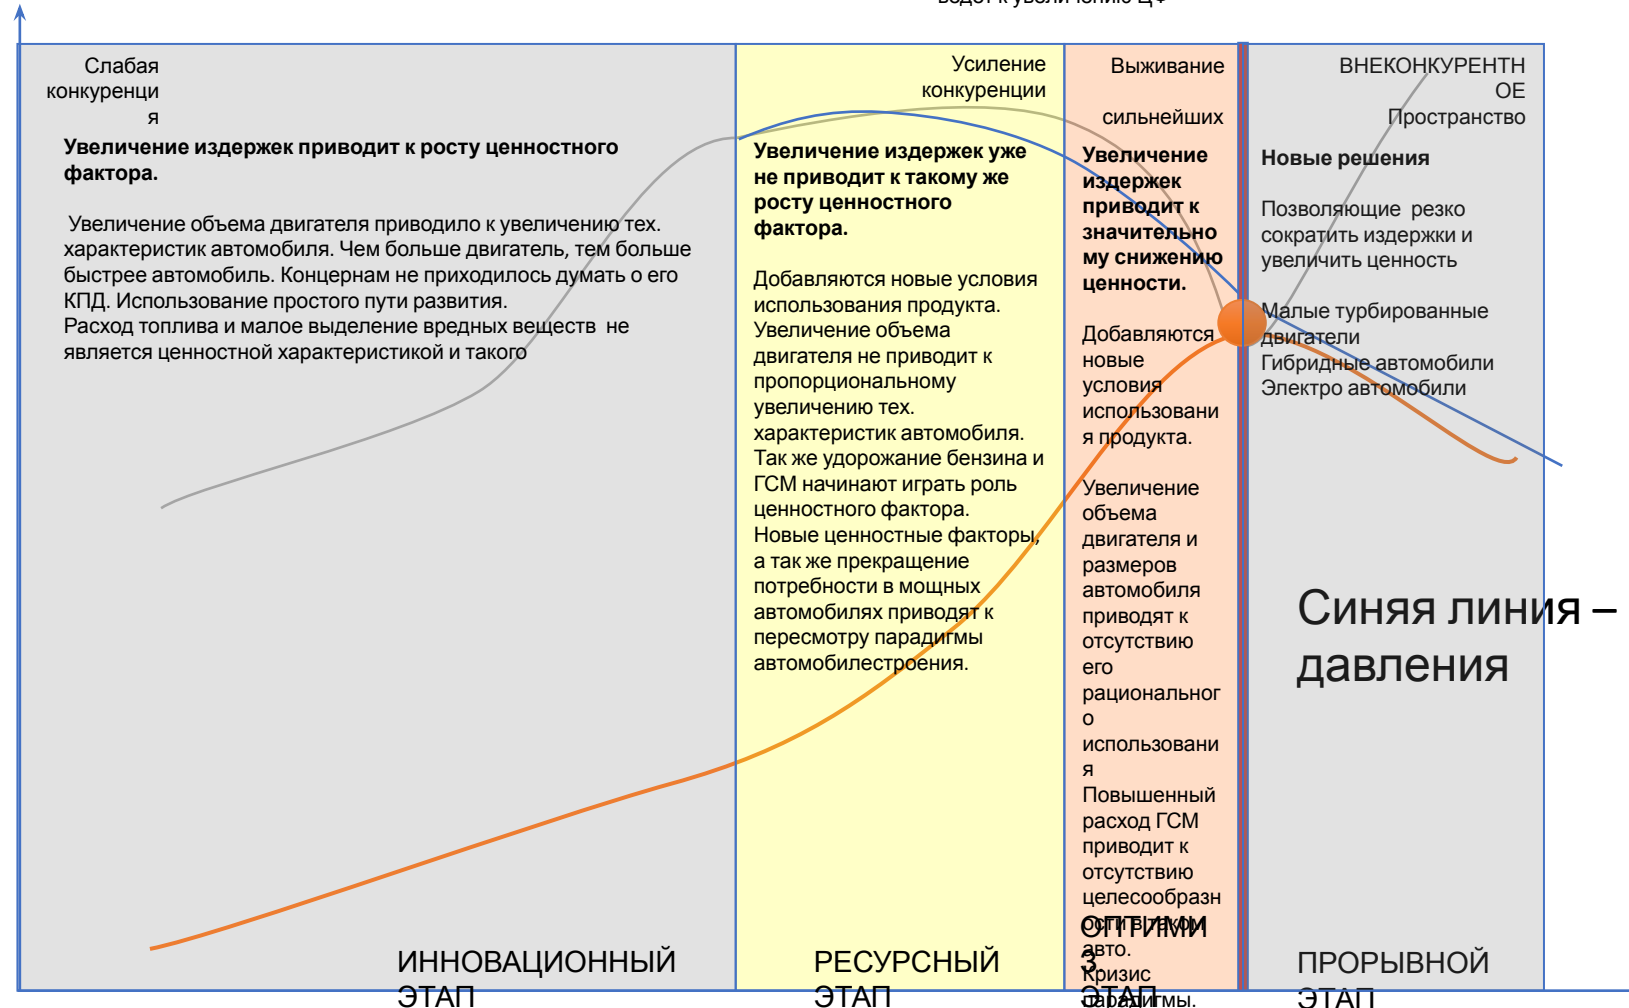 Слабая
конкуренци
я
Увеличение издержек приводит к росту ценностного
фактора.
Увеличение объема двигателя приводило к увеличению тех.
характеристик автомобиля. Чем больше двигатель, тем больше
быстрее автомобиль. Концернам не приходилось думать о его
КПД. Использование простого пути развития.
Расход топлива и малое выделение вредных веществ не
является ценностной характеристикой и такого
ИННОВАЦИОННЫЙ
ЭТАП
Усиление
конкуренции
Увеличение издержек уже
не приводит к такому же
росту ценностного
фактора.
Добавляются новые условия
использования продукта.
Увеличение объема
двигателя не приводит к
пропорциональному
увеличению тех.
характеристик автомобиля.
Так же удорожание бензина и
ГСМ начинают играть роль
ценностного фактора.
Новые ценностные факторы,
а так же прекращение
потребности в мощных
автомобилях приводят к
пересмотру парадигмы
автомобилестроения.
РЕСУРСНЫЙ
ЭТАП
Выживание
сильнейших
Увеличение
издержек
приводит к
значительно
му снижению
ценности.
Добавляются
новые
условия
использовани
я продукта.
Увеличение
объема
двигателя и
размеров
автомобиля
приводят к
отсутствию
его
рациональног
о
использовани
я
Повышенный
расход ГСМ
приводит к
отсутствию
целесообразн
ости в таком
авто.
Кризис
парадигмы.
ОПТИМИ
З.
ЭТАП
ВНЕКОНКУРЕНТН
ОЕ
Пространство
Новые решения
Позволяющие резко
сократить издержки и
увеличить ценность
Малые турбированные
двигатели
Гибридные автомобили
Электро автомобили
Синяя линия –
давления
ПРОРЫВНОЙ
ЭТАП